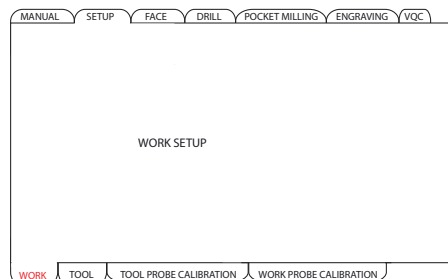 MANUAL SETUP FACE DRILL POCKET MILLING ENGRAVING VQC
WORK SETUP
WORK TOOL TOOL PROBE CALIBRATION WORK PROBE CALIBRATION